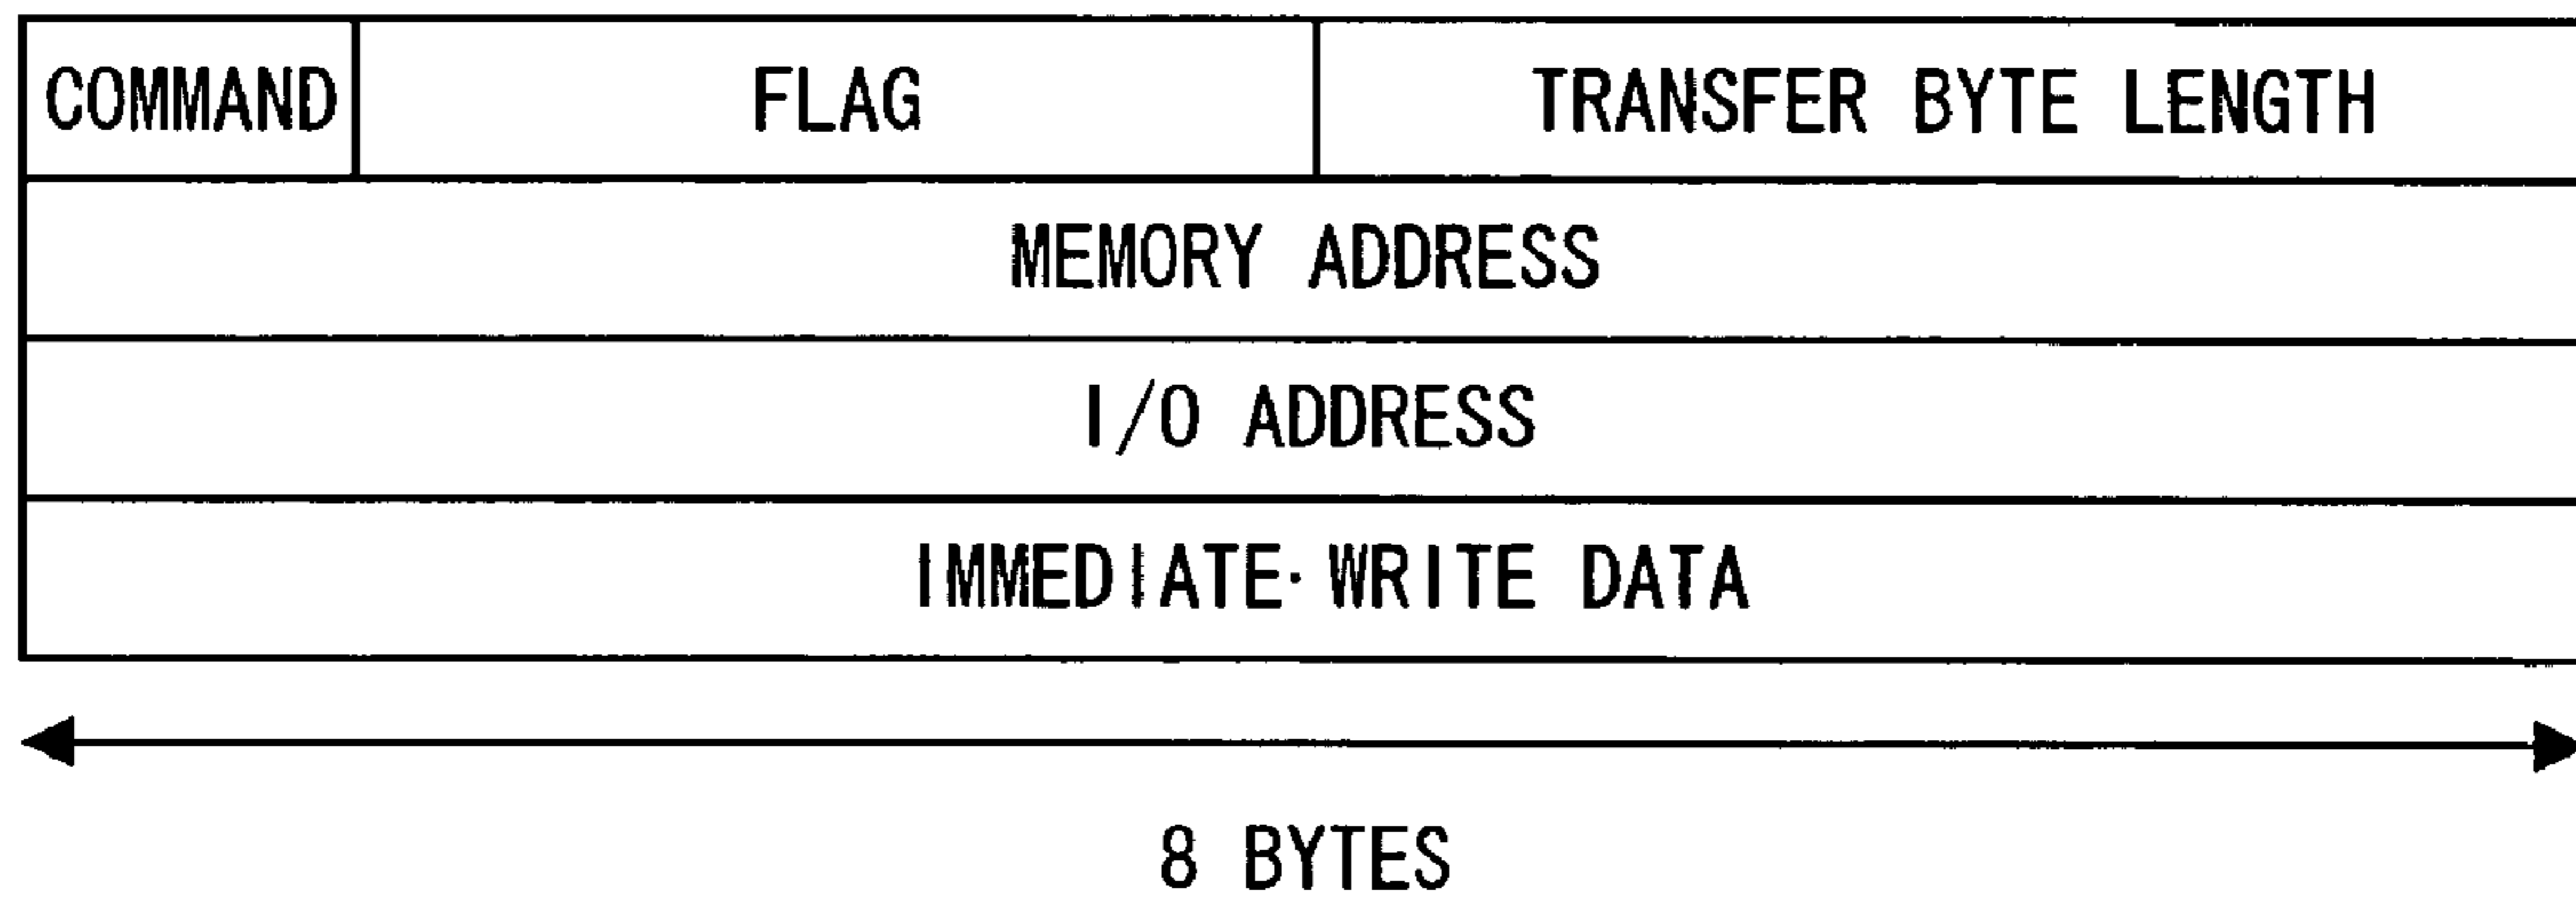 COMMAND FLAG TRANSFER BYTE LENGTH
MEMORY ADDRESS
I/O ADDRESS
IMMEDIATE· WRITE DATA
8 BYTES